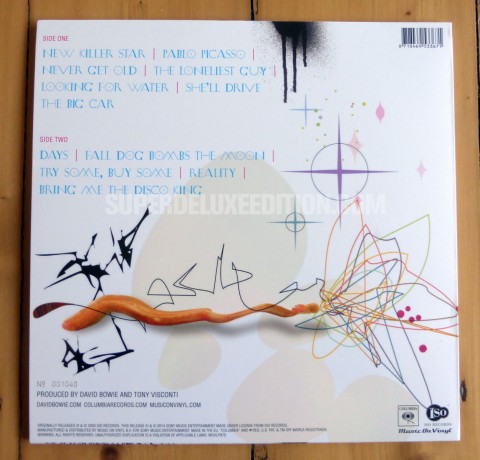 SIDE ONE
NEW KILLER STAR | PABLO PICASSO |
NEVER GET OLD | THE LONELIEST GUY |
LOOKING FOR WATER | SHE'LL DRIVE
THE BIG CAR
SIDE TWO
DAYS | FALL DOG BOMBS THE MOON |
TRY SOME, BUY SOME | REALITY |
BRING ME THE DISCO KING
SUPERDELUXEEDITION.COM
Nº 001040
PRODUCED BY DAVID BOWIE AND TONY VISCONTI
DAVIDBOWIE.COM COLUMBIARECORDS.COM MUSICONVINYL.COM
COLUMBIA
ISO
ISO RECORDS
Music On Vinyl